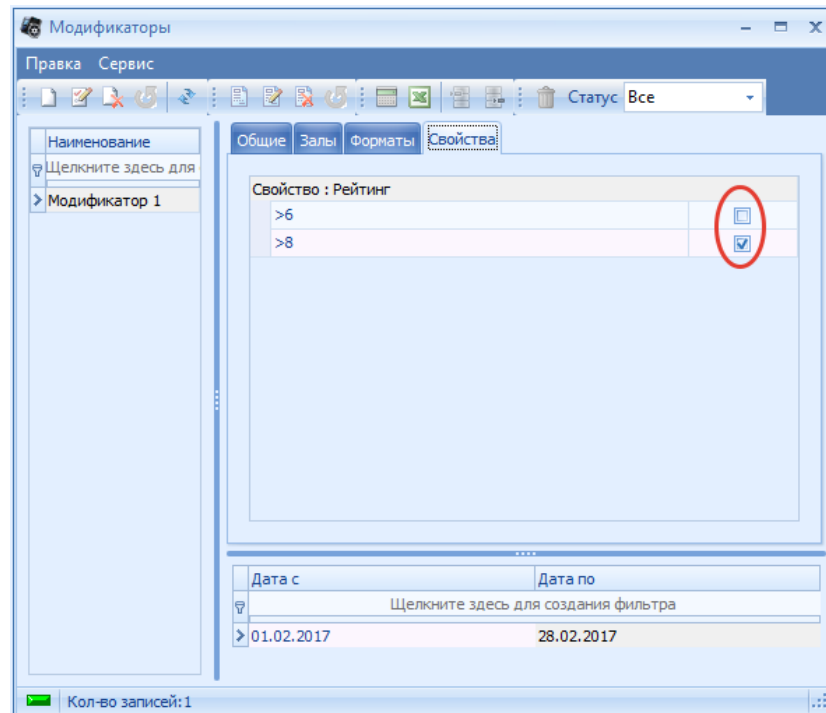 Модификаторы
Правка Сервис
Статус Все
Наименование
Щелкните здесь для
Модификатор 1
Общие Залы Форматы Свойства
Свойство : Рейтинг
>6
>8
Дата с Дата по
Щелкните здесь для создания фильтра
01.02.2017 28.02.2017
Кол-во записей:1